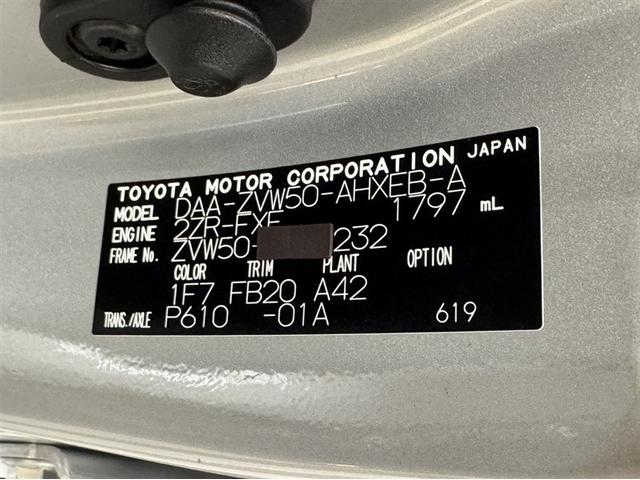 TOYOTA MOTOR CORPORATION JAPAN
MODEL DAA-ZVW50-AHXEB-A
ENGINE 2ZR-FXE 1797 mL
FRAME No. ZVW50- 232
COLOR TRIM PLANT OPTION
1F7 FB20 A42
TRANS./AXLE P610 -01A 619